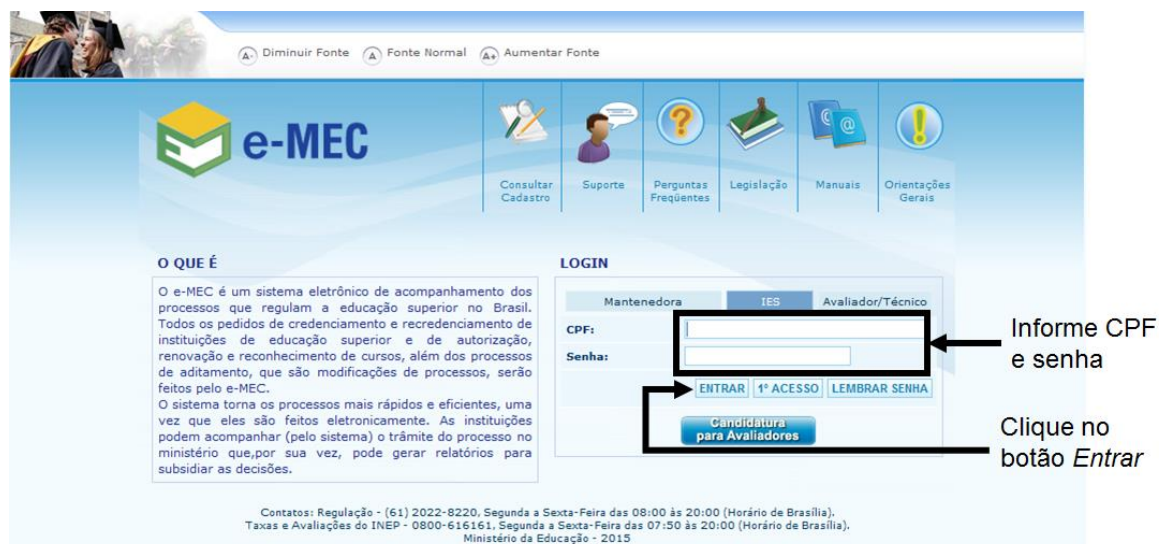 A- Diminuir Fonte A Fonte Normal A+ Aumentar Fonte
e-MEC
Consultar Cadastro
Suporte
Perguntas Freqüentes
Legislação
Manuais
Orientações Gerais
O QUE É
O e-MEC é um sistema eletrônico de acompanhamento dos
processos que regulam a educação superior no Brasil.
Todos os pedidos de credenciamento e recredenciamento de
instituições de educação superior e de autorização,
renovação e reconhecimento de cursos, além dos processos
de aditamento, que são modificações de processos, serão
feitos pelo e-MEC.
O sistema torna os processos mais rápidos e eficientes, uma
vez que eles são feitos eletronicamente. As instituições
podem acompanhar (pelo sistema) o trâmite do processo no
ministério que,por sua vez, pode gerar relatórios para
subsidiar as decisões.
LOGIN
Mantenedora IES Avaliador/Técnico
CPF:
Senha:
ENTRAR 1º ACESSO LEMBRAR SENHA
Candidatura
para Avaliadores
Informe CPF
e senha
Clique no
botão Entrar
Contatos: Regulação - (61) 2022-8220, Segunda a Sexta-Feira das 08:00 às 20:00 (Horário de Brasília).
Taxas e Avaliações do INEP - 0800-616161, Segunda a Sexta-Feira das 07:50 às 20:00 (Horário de Brasília).
Ministério da Educação - 2015